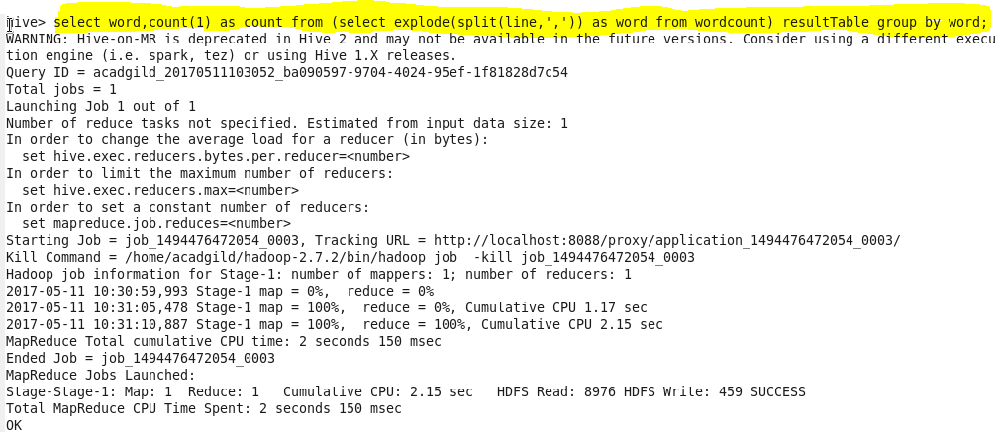 hive> select word,count(1) as count from (select explode(split(line,',')) as word from wordcount) resultTable group by word;
WARNING: Hive-on-MR is deprecated in Hive 2 and may not be available in the future versions. Consider using a different execu
tion engine (i.e. spark, tez) or using Hive 1.X releases.
Query ID = acadgild_20170511103052_ba090597-9704-4024-95ef-1f81828d7c54
Total jobs = 1
Launching Job 1 out of 1
Number of reduce tasks not specified. Estimated from input data size: 1
In order to change the average load for a reducer (in bytes):
  set hive.exec.reducers.bytes.per.reducer=<number>
In order to limit the maximum number of reducers:
  set hive.exec.reducers.max=<number>
In order to set a constant number of reducers:
  set mapreduce.job.reduces=<number>
Starting Job = job_1494476472054_0003, Tracking URL = http://localhost:8088/proxy/application_1494476472054_0003/
Kill Command = /home/acadgild/hadoop-2.7.2/bin/hadoop job  -kill job_1494476472054_0003
Hadoop job information for Stage-1: number of mappers: 1; number of reducers: 1
2017-05-11 10:30:59,993 Stage-1 map = 0%,  reduce = 0%
2017-05-11 10:31:05,478 Stage-1 map = 100%,  reduce = 0%, Cumulative CPU 1.17 sec
2017-05-11 10:31:10,887 Stage-1 map = 100%,  reduce = 100%, Cumulative CPU 2.15 sec
MapReduce Total cumulative CPU time: 2 seconds 150 msec
Ended Job = job_1494476472054_0003
MapReduce Jobs Launched:
Stage-Stage-1: Map: 1  Reduce: 1   Cumulative CPU: 2.15 sec   HDFS Read: 8976 HDFS Write: 459 SUCCESS
Total MapReduce CPU Time Spent: 2 seconds 150 msec
OK